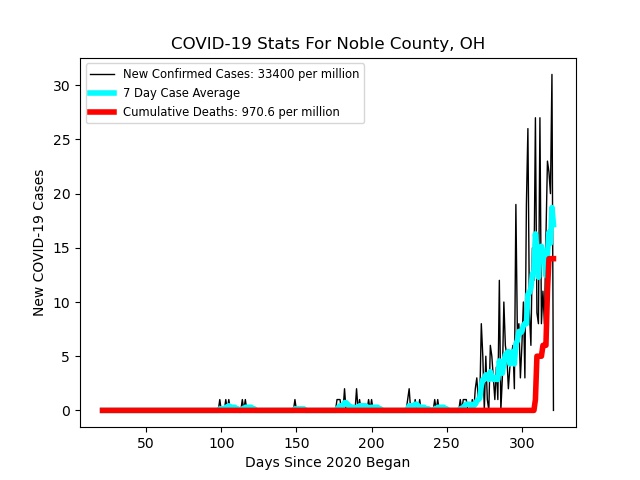 COVID-19 Stats For Noble County, OH
New Confirmed Cases: 33400 per million
7 Day Case Average
Cumulative Deaths: 970.6 per million
New COVID-19 Cases
30
25
20
15
10
5
0
50 100 150 200 250 300
Days Since 2020 Began